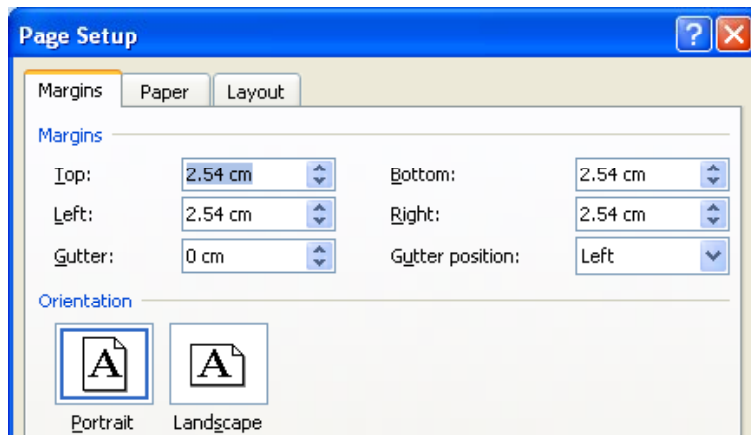 Page Setup
Margins Paper Layout
Margins
Top: 2.54 cm Bottom: 2.54 cm
Left: 2.54 cm Right: 2.54 cm
Gutter: 0 cm Gutter position: Left
Orientation
A A
Portrait Landscape